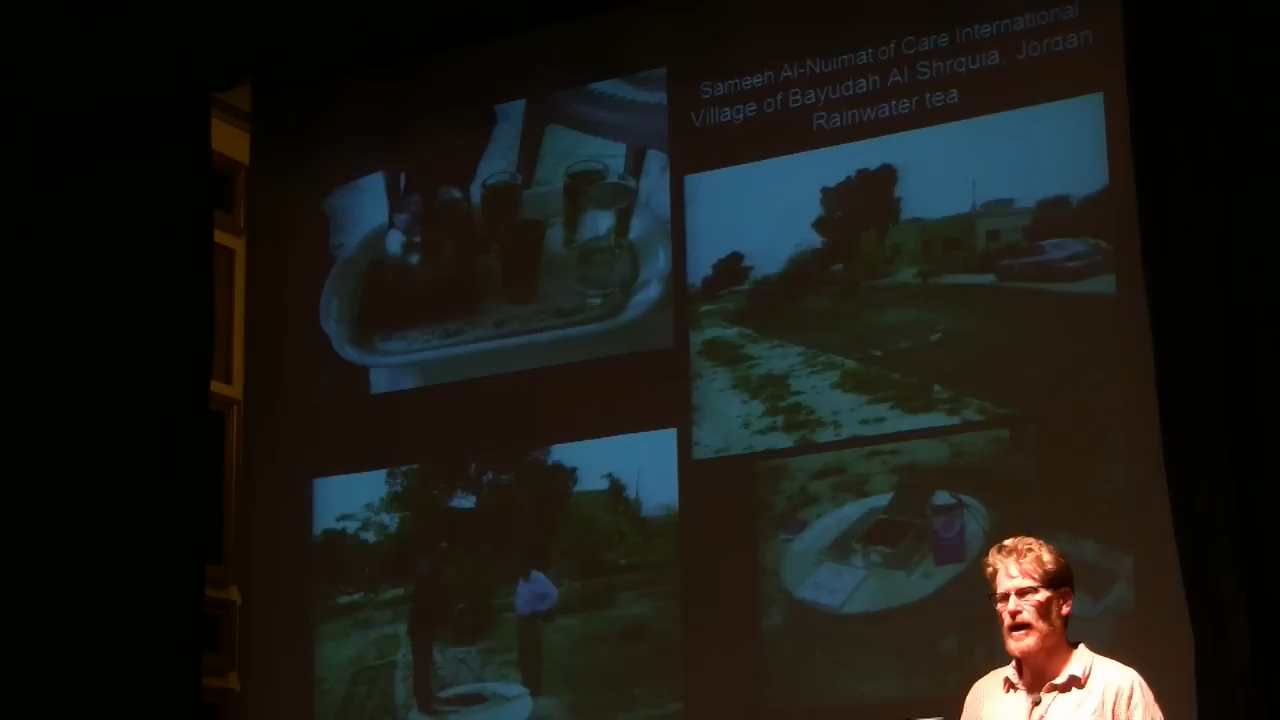 Sameeh Al-Nuimat of Care International
Village of Bayudah Al Shrquia, Jordan
Rainwater tea